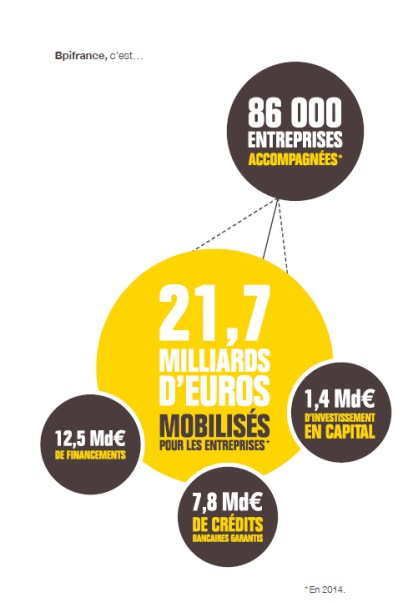 Bpifrance, c'est…
86 000
ENTREPRISES
ACCOMPAGNÉES*
21,7
MILLIARDS
D'EUROS
MOBILISÉS
POUR LES ENTREPRISES*
1,4 Md€
D'INVESTISSEMENT
EN CAPITAL
12,5 Md€
DE FINANCEMENTS
7,8 Md€
DE CRÉDITS
BANCAIRES GARANTIS
*En 2014.